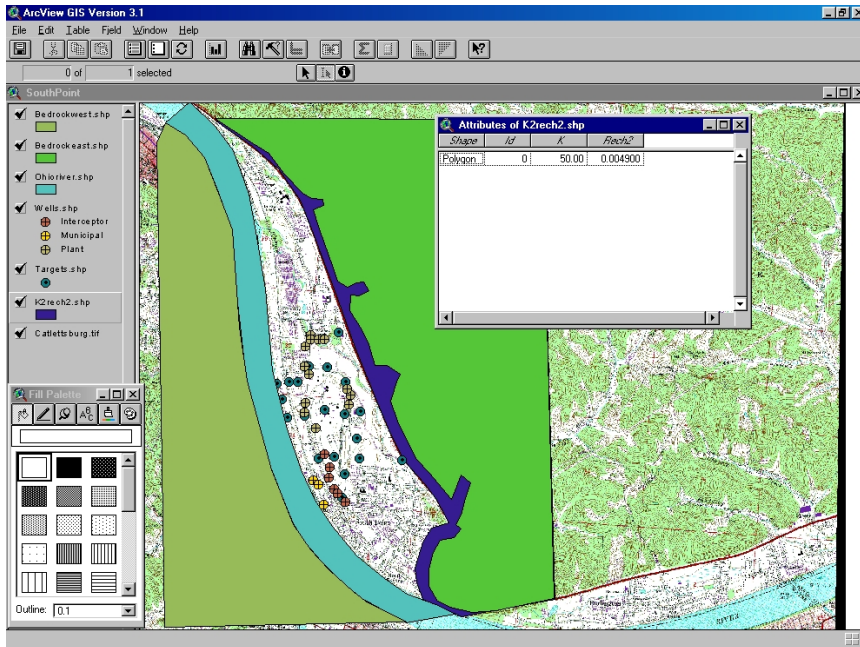 ArcView GIS Version 3.1
File Edit Table Field Window Help
0 of 1 selected
SouthPoint
Bedrockwest.shp
Bedrockeast.shp
Ohioriver.shp
Wells.shp
Interceptor
Municipal
Plant
Targets.shp
K2rech2.shp
Catlettsburg.tif
Attributes of K2rech2.shp
Shape Id K Rech2
Polygon 0 50.00 0.004900
Fill Palette
Outline: 0.1
RIVER